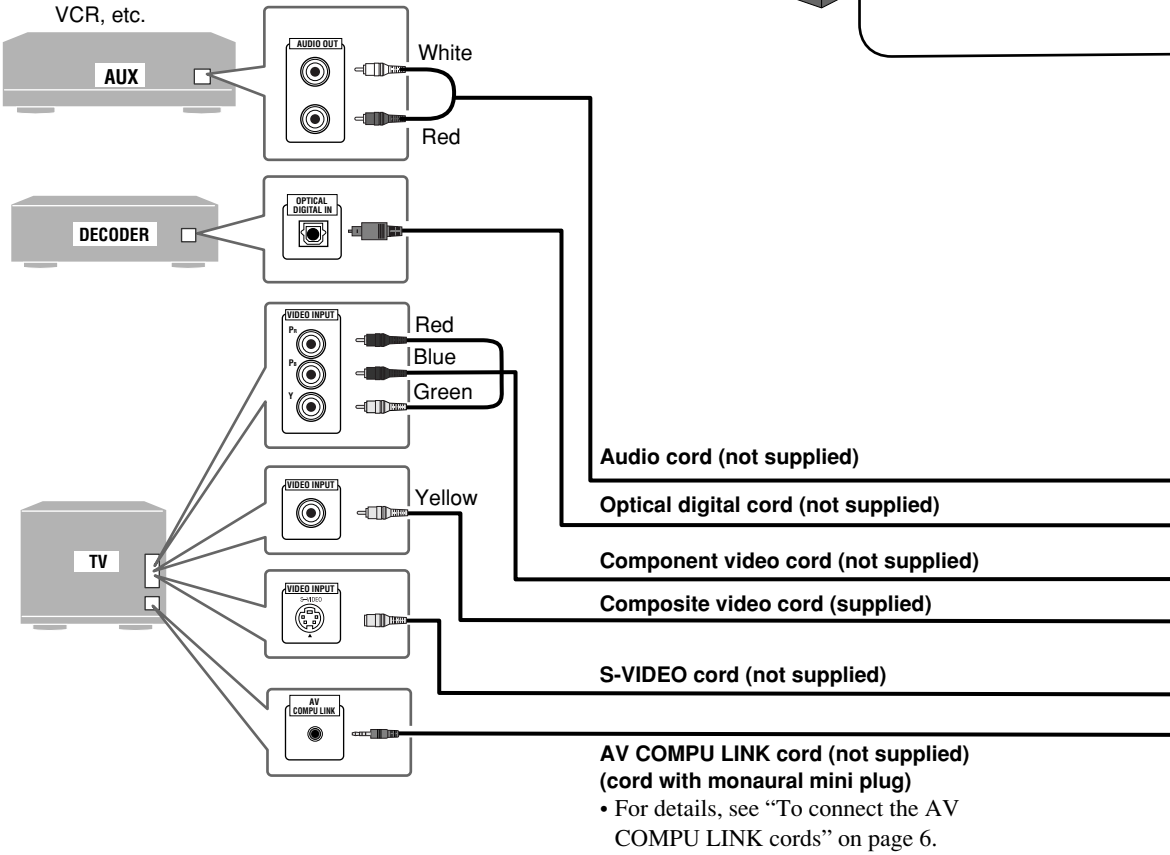 VCR, etc.
AUX
AUDIO OUT
White
Red
DECODER
OPTICAL
DIGITAL IN
VIDEO INPUT
PR
PB
Y
Red
Blue
Green
Audio cord (not supplied)
Optical digital cord (not supplied)
Component video cord (not supplied)
TV
VIDEO INPUT
Yellow
Composite video cord (supplied)
VIDEO INPUT
S-VIDEO
S-VIDEO cord (not supplied)
AV
COMPU LINK
AV COMPU LINK cord (not supplied)
(cord with monaural mini plug)
• For details, see “To connect the AV
COMPU LINK cords” on page 6.